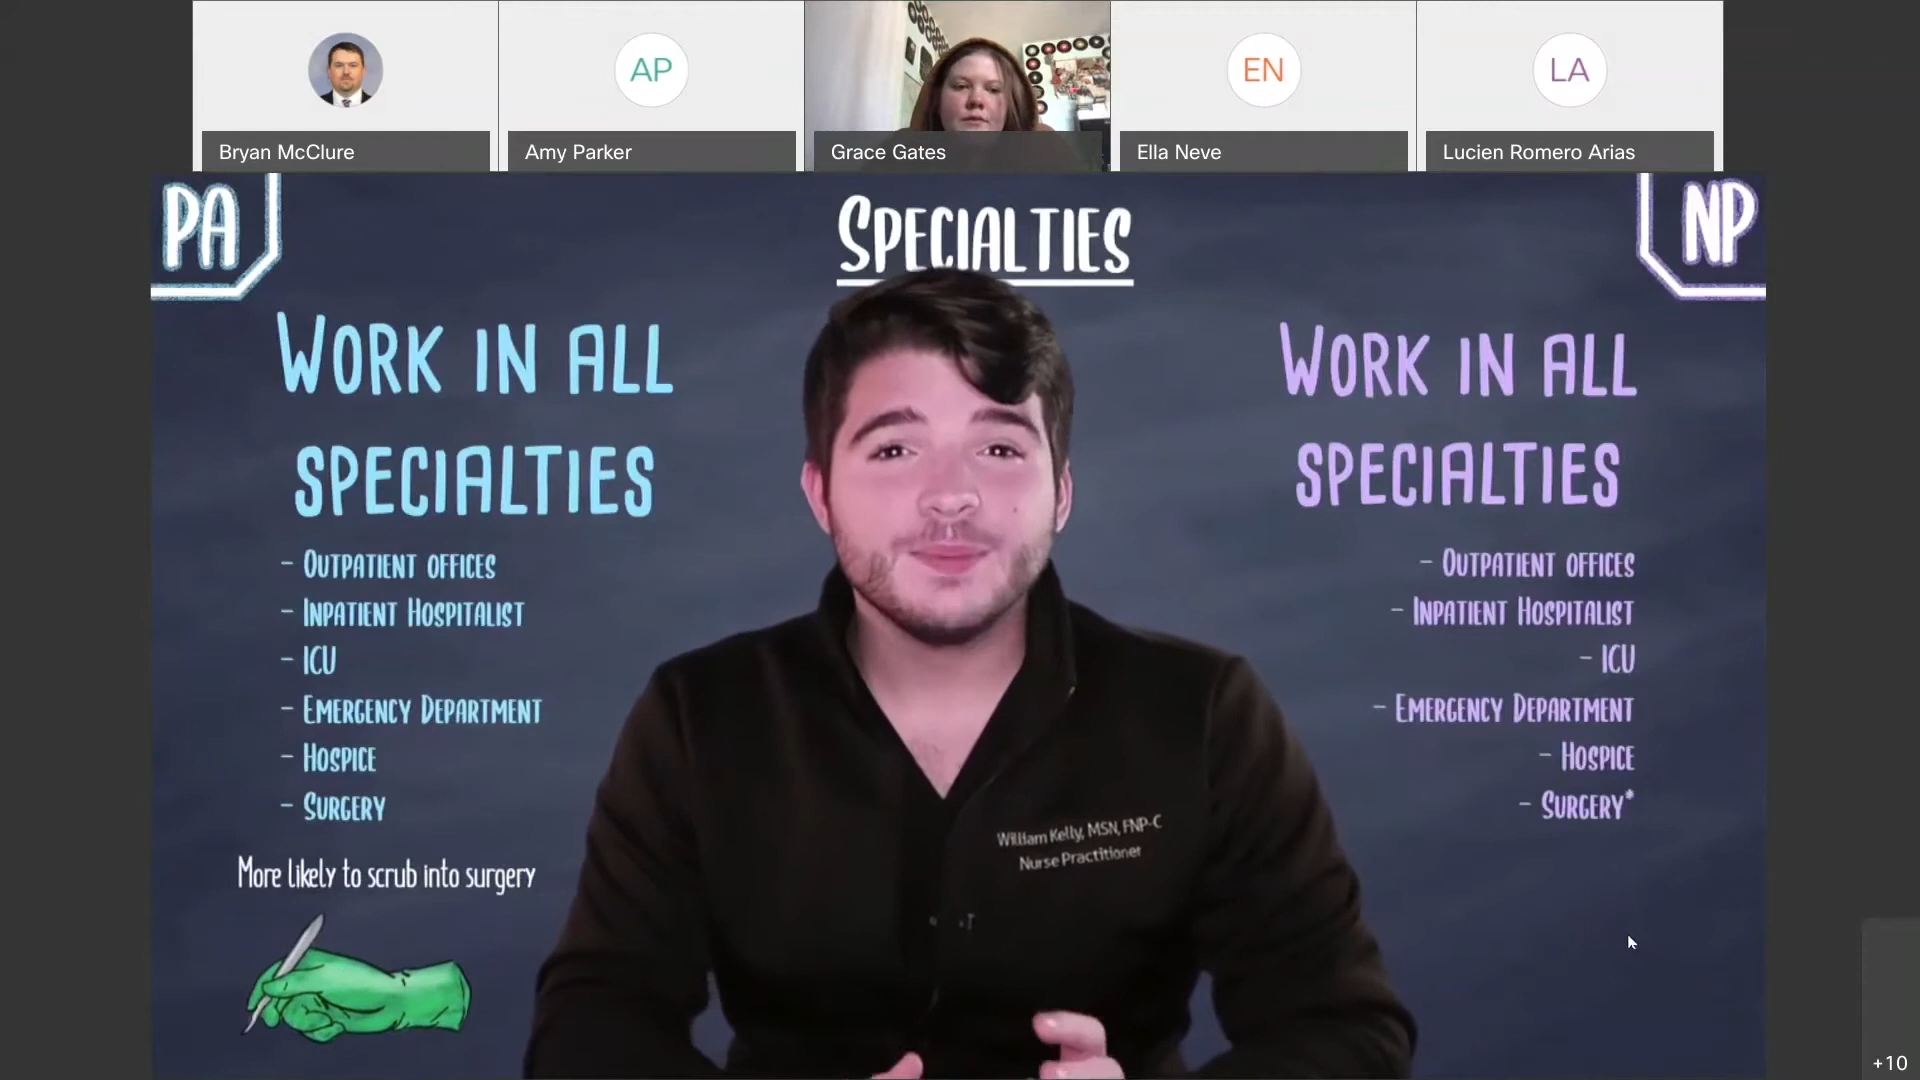 AP
EN
LA
Bryan McClure
Amy Parker
Grace Gates
Ella Neve
Lucien Romero Arias
PA
SPECIALTIES
NP
WORK IN ALL
SPECIALTIES
- OUTPATIENT OFFICES
- INPATIENT HOSPITALIST
- ICU
- EMERGENCY DEPARTMENT
- HOSPICE
- SURGERY
More likely to scrub into surgery
WORK IN ALL
SPECIALTIES
- OUTPATIENT OFFICES
- INPATIENT HOSPITALIST
- ICU
- EMERGENCY DEPARTMENT
- HOSPICE
- SURGERY*
William Kelly, MSN, FNP-C
Nurse Practitioner
+10